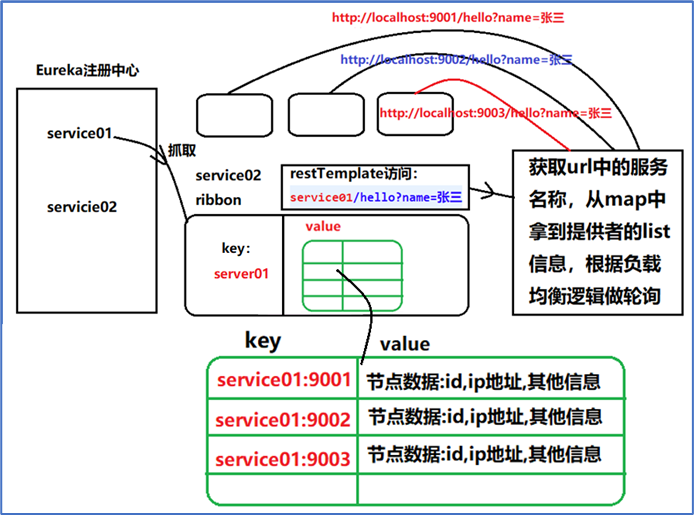 http://localhost:9001/hello?name=张三
http://localhost:9002/hello?name=张三
http://localhost:9003/hello?name=张三
Eureka注册中心
service01
servicie02
抓取
service02
ribbon
restTemplate访问：
service01/hello?name=张三
获取url中的服务
名称，从map中
拿到提供者的list
信息，根据负载
均衡逻辑做轮询
key：
server01
value
key
value
service01:9001
节点数据:id,ip地址,其他信息
service01:9002
节点数据:id,ip地址,其他信息
service01:9003
节点数据:id,ip地址,其他信息